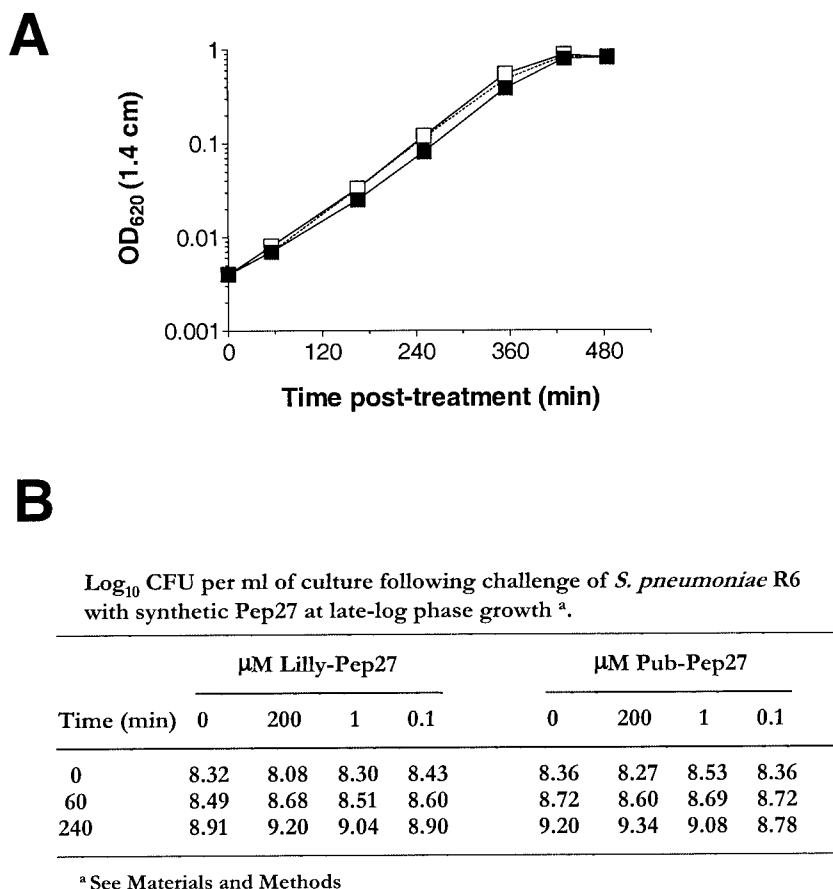 A
OD620 (1.4 cm)
1
0.1
0.01
0.001
0 120 240 360 480
Time post-treatment (min)
B
Log10 CFU per ml of culture following challenge of S. pneumoniae R6
with synthetic Pep27 at late-log phase growth a.
µM Lilly-Pep27 µM Pub-Pep27
Time (min) 0 200 1 0.1 0 200 1 0.1
0 8.32 8.08 8.30 8.43 8.36 8.27 8.53 8.36
60 8.49 8.68 8.51 8.60 8.72 8.60 8.69 8.72
240 8.91 9.20 9.04 8.90 9.20 9.34 9.08 8.78
a See Materials and Methods